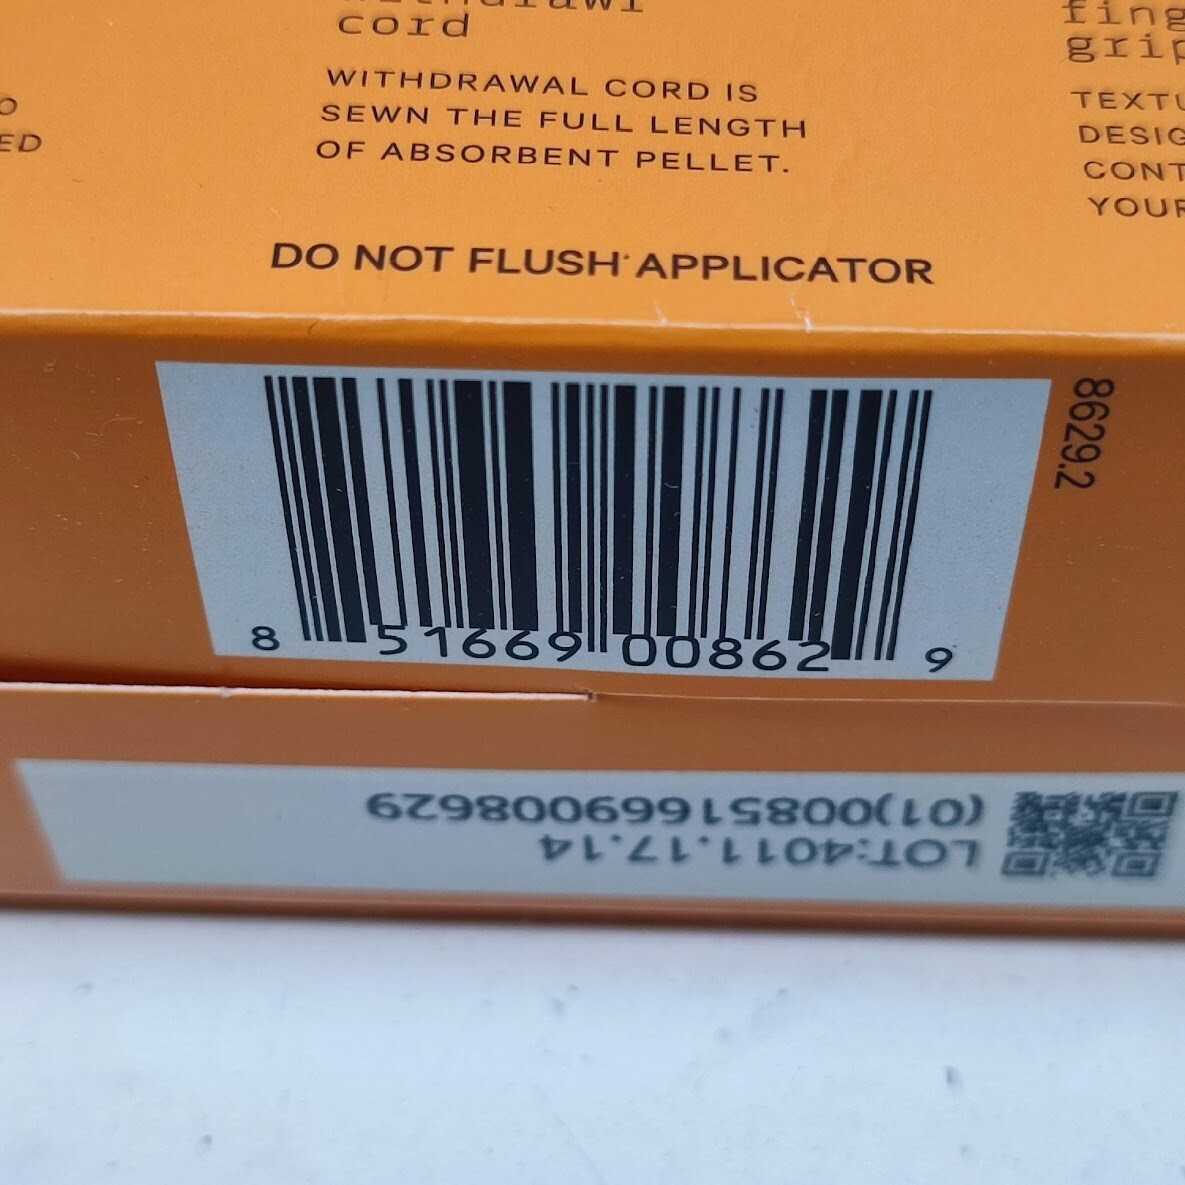 cord
WITHDRAWAL CORD IS
SEWN THE FULL LENGTH
OF ABSORBENT PELLET.
DO NOT FLUSH APPLICATOR
8 51669 00862 9
8629.2
(01)00851669008629
LOT:4011.17.14